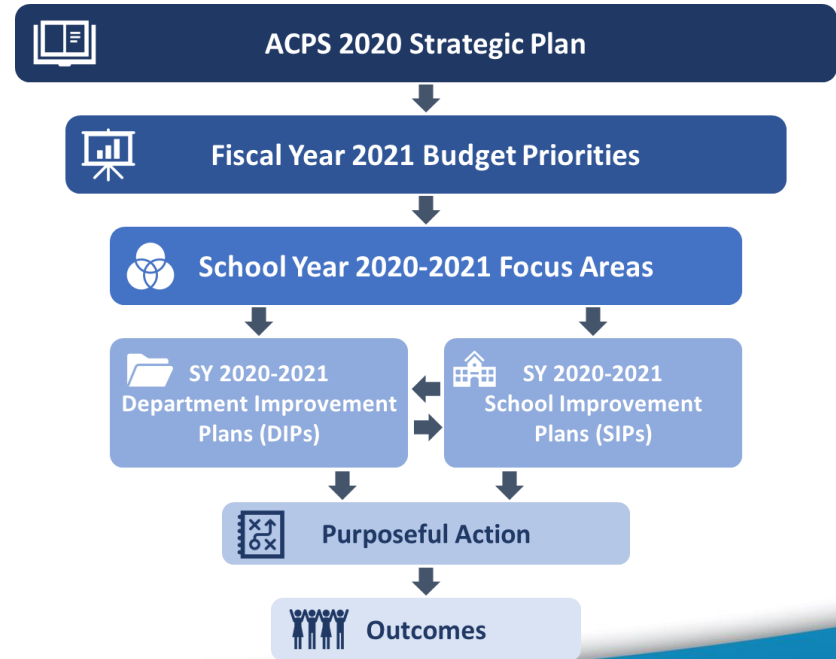 ACPS 2020 Strategic Plan
Fiscal Year 2021 Budget Priorities
School Year 2020-2021 Focus Areas
SY 2020-2021
Department Improvement
Plans (DIPs)
SY 2020-2021
School Improvement
Plans (SIPs)
Purposeful Action
Outcomes